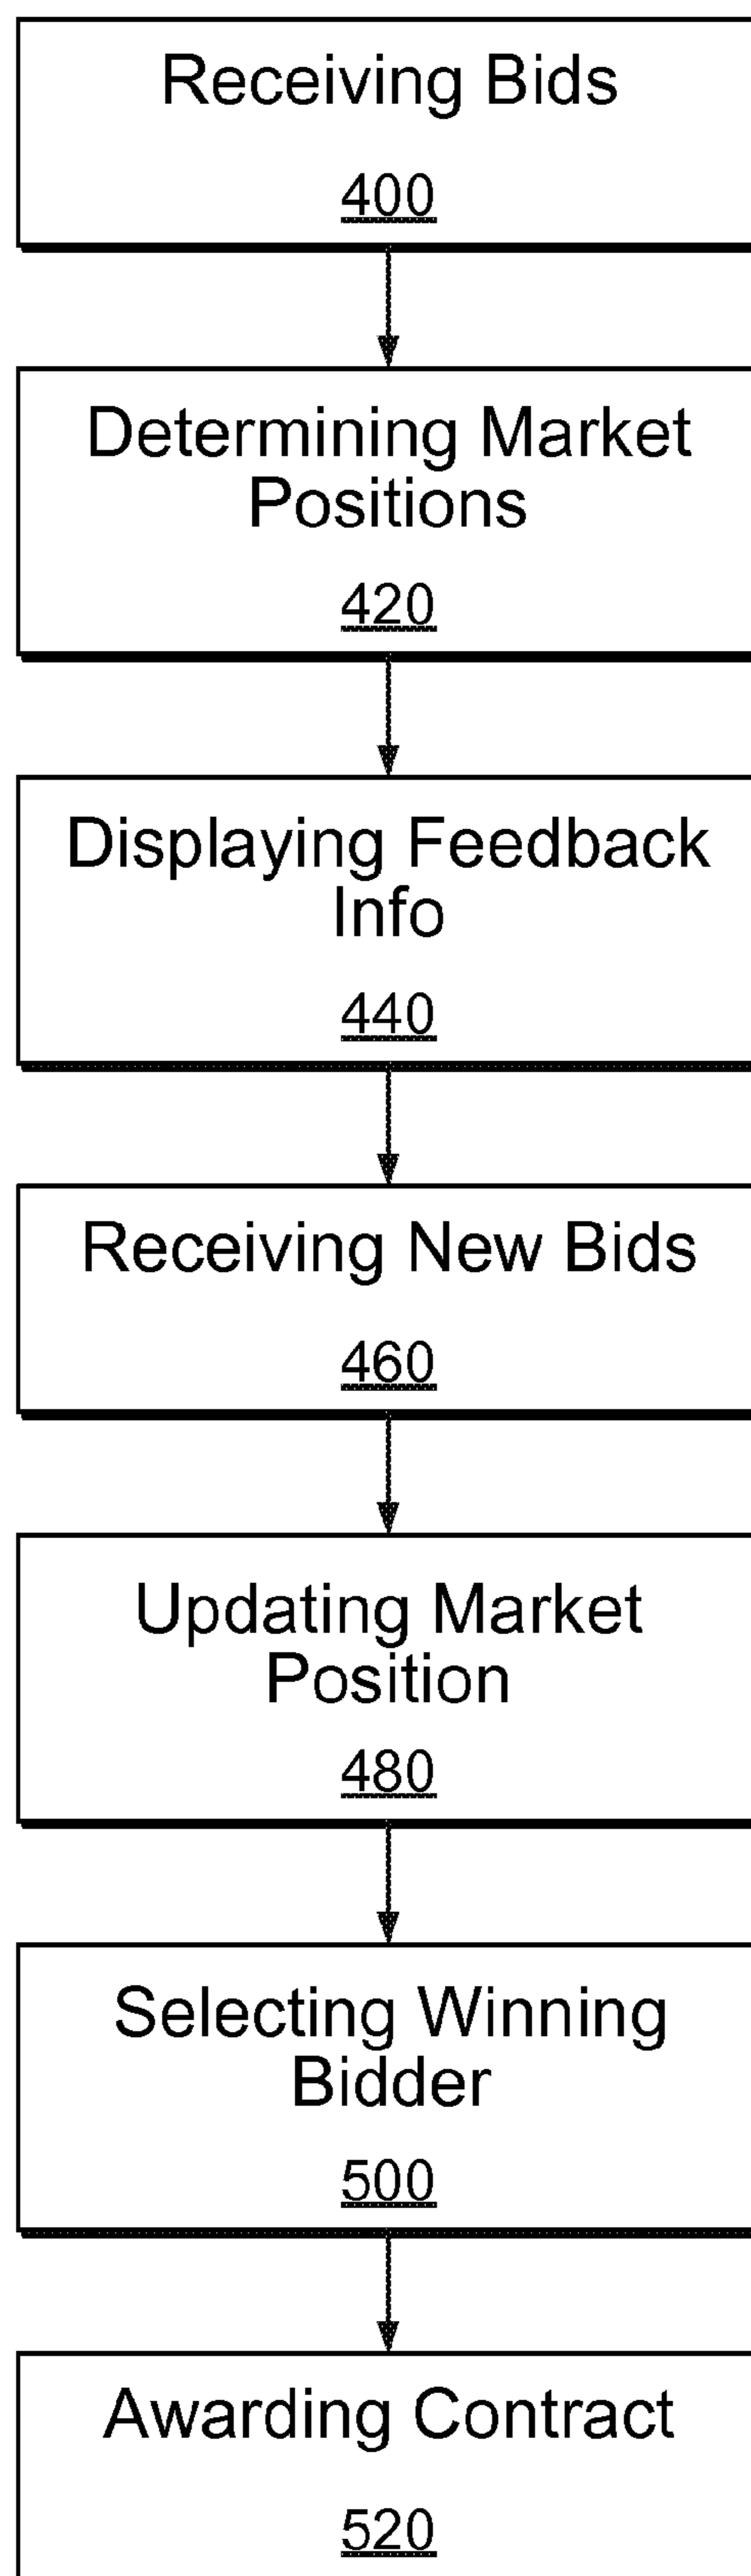 Receiving Bids
400
Determining Market
Positions
420
Displaying Feedback
Info
440
Receiving New Bids
460
Updating Market
Position
480
Selecting Winning
Bidder
500
Awarding Contract
520